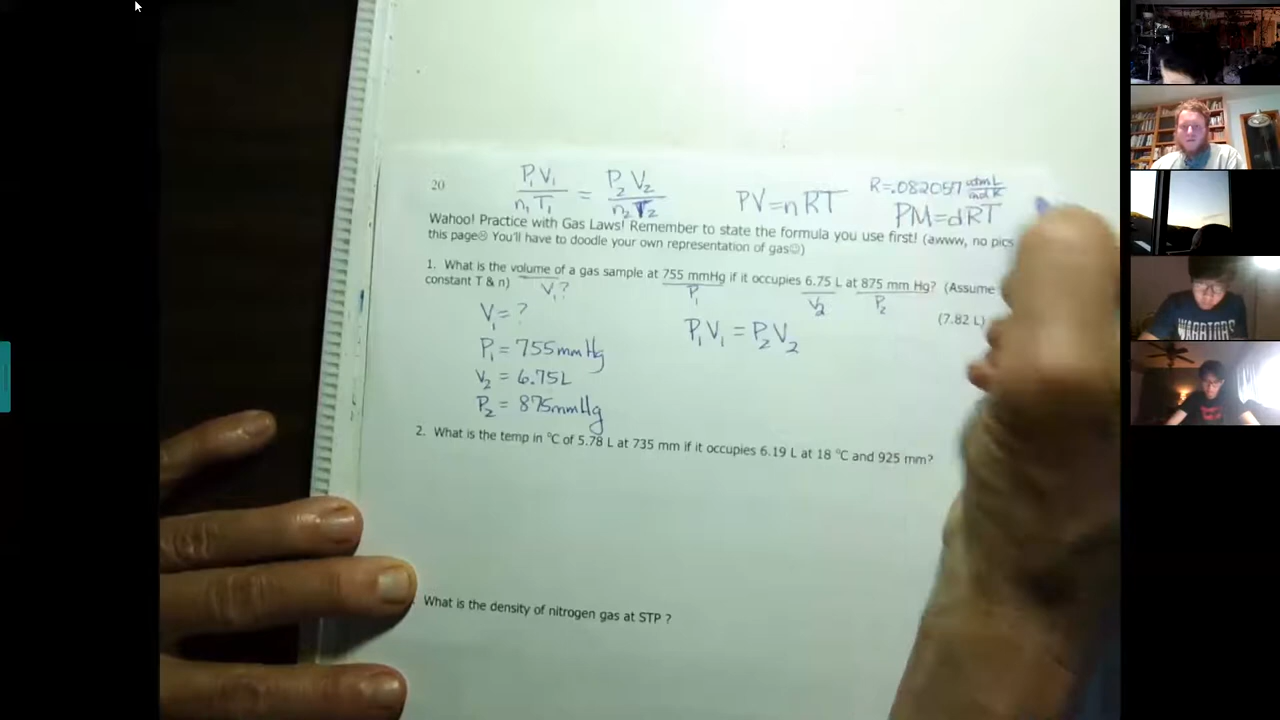 20
P₁V₁/n₁T₁ = P₂V₂/n₂T₂
PV=nRT
R=.082057 atm L/mol K
PM=dRT
Wahoo! Practice with Gas Laws! Remember to state the formula you use first! (awww, no pics
this page☹ You'll have to doodle your own representation of gas☺)
1. What is the volume of a gas sample at 755 mmHg if it occupies 6.75 L at 875 mm Hg? (Assume
constant T & n)
V₁?
P₁
V₂
P₂
(7.82 L)
V₁ = ?
P₁V₁ = P₂V₂
P₁ = 755mmHg
V₂ = 6.75L
P₂ = 875mmHg
2. What is the temp in °C of 5.78 L at 735 mm if it occupies 6.19 L at 18 °C and 925 mm?
What is the density of nitrogen gas at STP ?
WARRIORS